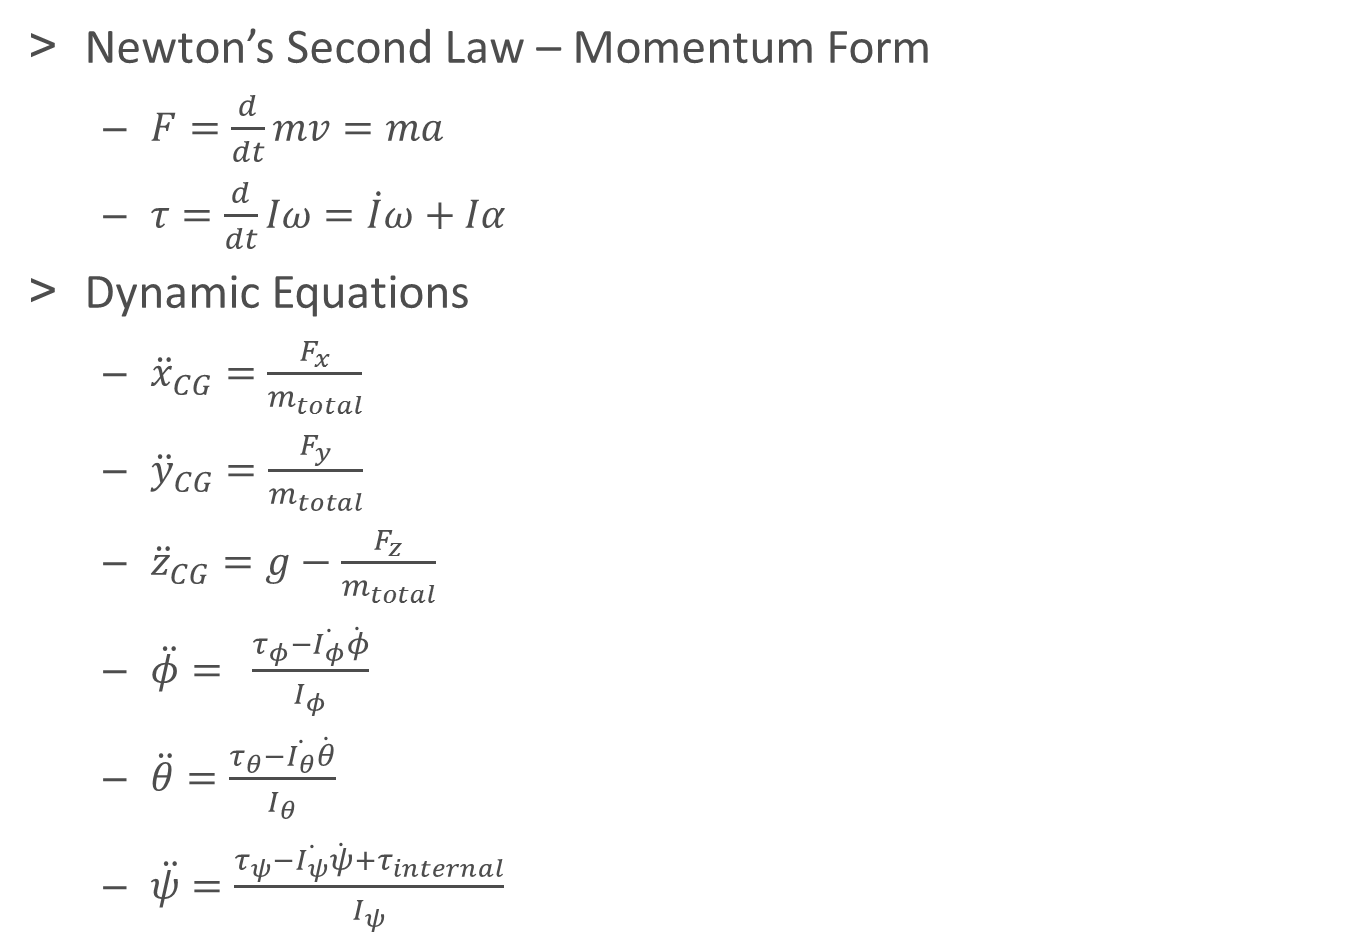 > Newton’s Second Law – Momentum Form
– F = d/dt mv = ma
– τ = d/dt Iω = İω + Iα
> Dynamic Equations
– ẍ_CG = F_x/m_total
– ÿ_CG = F_y/m_total
– z̈_CG = g − F_z/m_total
– ϕ̈ = (τ_ϕ − İ_ϕ ϕ̇)/I_ϕ
– θ̈ = (τ_θ − İ_θ θ̇)/I_θ
– ψ̈ = (τ_ψ − İ_ψ ψ̇ + τ_internal)/I_ψ